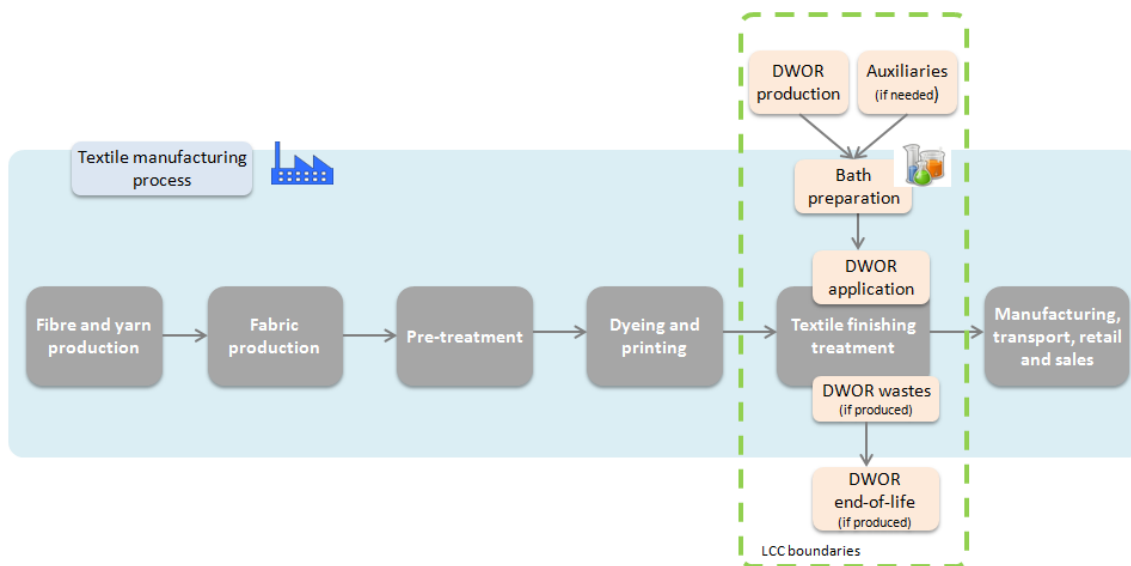 DWOR
production
Auxiliaries
(if needed)
Textile manufacturing
process
Bath
preparation
DWOR
application
Fibre and yarn
production
Fabric
production
Pre-treatment
Dyeing and
printing
Textile finishing
treatment
Manufacturing,
transport, retail
and sales
DWOR wastes
(if produced)
DWOR
end-of-life
(if produced)
LCC boundaries